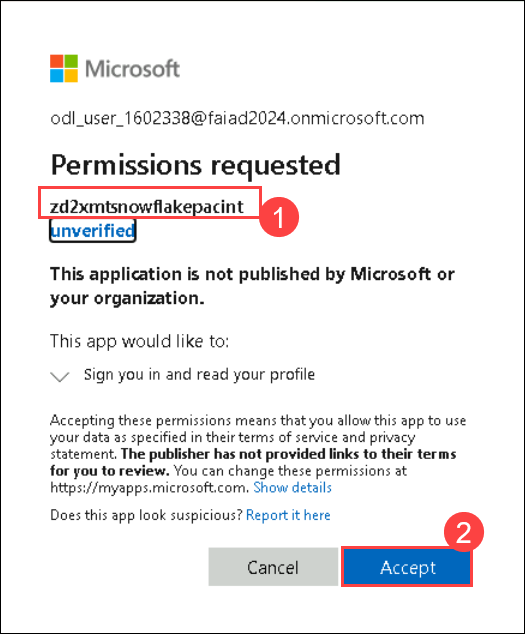 Microsoft
odl_user_1602338@faiad2024.onmicrosoft.com
Permissions requested
zd2xmtsnowflakepacint
1
unverified
This application is not published by Microsoft or
your organization.
This app would like to:
Sign you in and read your profile
Accepting these permissions means that you allow this app to use
your data as specified in their terms of service and privacy
statement. The publisher has not provided links to their terms
for you to review. You can change these permissions at
https://myapps.microsoft.com. Show details
Does this app look suspicious? Report it here
2
Cancel
Accept